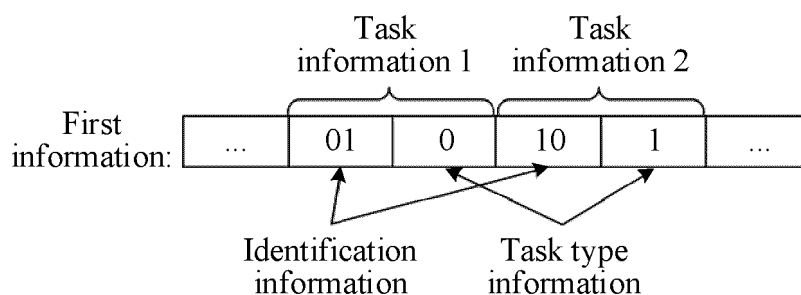 Task information 1
Task information 2
First information:
... 01 0 10 1 ...
Identification information
Task type information